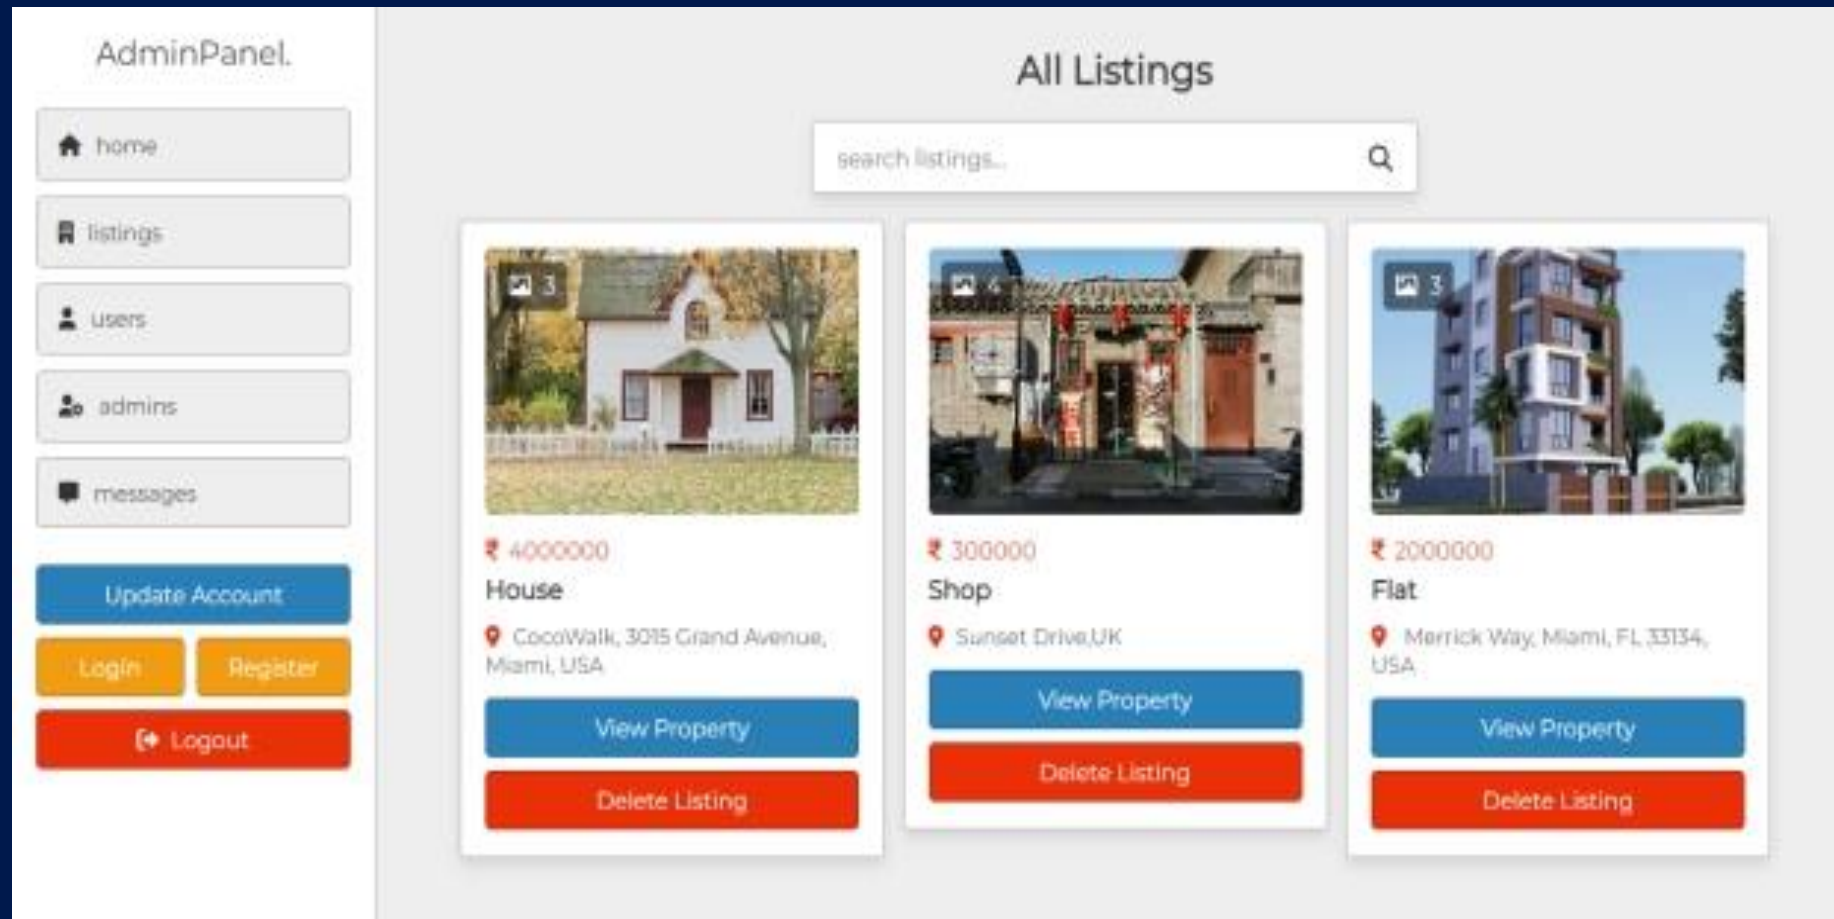 AdminPanel.
home
listings
users
admins
messages
Update Account
Login Register
Logout
All Listings
search listings...
3
₹ 4000000
House
CocoWalk, 3015 Grand Avenue,
Miami, USA
View Property
Delete Listing
4
₹ 300000
Shop
Sunset Drive,UK
View Property
Delete Listing
3
₹ 2000000
Flat
Merrick Way, Miami, FL 33134,
USA
View Property
Delete Listing